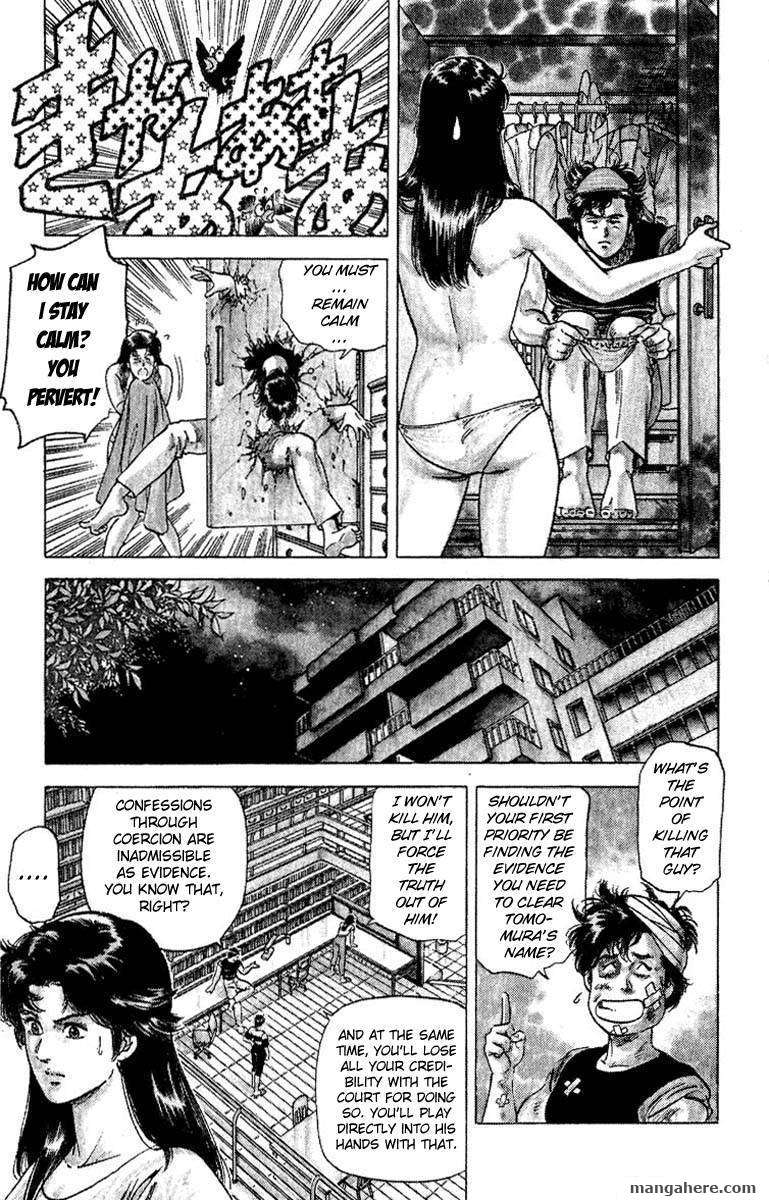 YOU MUST
...
REMAIN
CALM
...
HOW CAN
I STAY
CALM?
YOU
PERVERT!
WHAT'S
THE
POINT
OF
KILLING
THAT
GUY?
SHOULDN'T
YOUR FIRST
PRIORITY BE
FINDING THE
EVIDENCE
YOU NEED
TO CLEAR
TOMO-
MURA'S
NAME?
I WON'T
KILL HIM,
BUT I'LL
FORCE
THE
TRUTH
OUT OF
HIM!
CONFESSIONS
THROUGH
COERCION ARE
INADMISSIBLE
AS EVIDENCE.
YOU KNOW THAT,
RIGHT?
AND AT THE SAME
TIME, YOU'LL LOSE
ALL YOUR CREDI-
BILITY WITH THE
COURT FOR DOING
SO. YOU'LL PLAY
DIRECTLY INTO HIS
HANDS WITH THAT.
....
mangahere.com